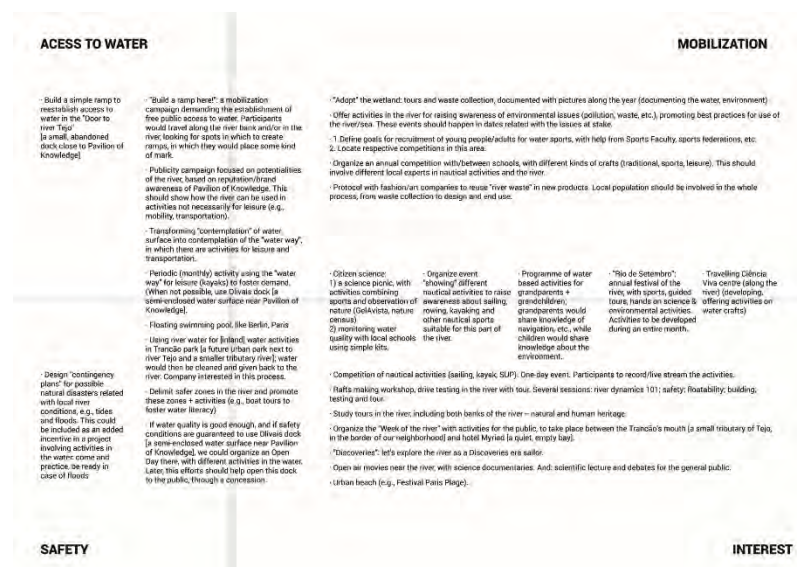 ACESS TO WATER
MOBILIZATION
· Build a simple ramp to
reestablish access to
water in the "Door to
river Tejo"
[a small, abandoned
dock close to Pavilion of
Knowledge]
· "Build a ramp here!": a mobilization
campaign demanding the establishment of
free public access to water. Participants
would travel along the river bank and/or in the
river, looking for spots in which to create
ramps, in which they would place some kind
of mark.
· Publicity campaign focused on potentialities
of the river, based on reputation/brand
awareness of Pavilion of Knowledge. This
should show how the river can be used in
activities not necessarily for leisure (e.g.,
mobility, transportation).
· Transforming "contemplation" of water
surface into contemplation of the "water way",
in which there are activities for leisure and
transportation.
· Periodic (monthly) activity using the "water
way" for leisure (kayaks) to foster demand.
(When not possible, use Olivais dock [a
semi-enclosed water surface near Pavilion of
Knowledge].
· Floating swimming pool, like Berlin, Paris
· Using river water for [inland] water activities
in Trancão park [a future urban park next to
river Tejo and a smaller tributary river]; water
would then be cleaned and given back to the
river. Company interested in this process.
· Delimit safer zones in the river and promote
these zones + activities (e.g., boat tours to
foster water literacy)
· If water quality is good enough, and if safety
conditions are guaranteed to use Olivais dock
[a semi-enclosed water surface near Pavilion
of Knowledge], we could organize an Open
Day there, with different activities in the water.
Later, this efforts should help open this dock
to the public, through a concession.
· "Adopt" the wetland: tours and waste collection, documented with pictures along the year (documenting the water, environment)
· Offer activities in the river for raising awareness of environmental issues (pollution, waste, etc.), promoting best practices for use of
the river/sea. These events should happen in dates related with the issues at stake.
· 1.Define goals for recruitment of young people/adults for water sports, with help from Sports Faculty, sports federations, etc.
2. Locate respective competitions in this area.
· Organize an annual competition with/between schools, with different kinds of crafts (traditional, sports, leisure). This should
involve different local experts in nautical activities and the river.
· Protocol with fashion/art companies to reuse "river waste" in new products. Local population should be involved in the whole
process, from waste collection to design and end use.
· Citizen science:
1) a science picnic, with
activities combining
sports and observation of
nature (GelAvista, nature
census)
2) monitoring water
quality with local schools
using simple kits.
· Organize event
"showing" different
nautical activities to raise
awareness about sailing,
rowing, kayaking and
other nautical sports
suitable for this part of
the river.
· Programme of water
based activities for
grandparents +
grandchildren;
grandparents would
share knowledge of
navigation, etc., while
children would share
knowledge about the
environment.
· "Rio de Setembro":
annual festival of the
river, with sports, guided
tours, hands on science &
environmental activities.
Activities to be developed
during an entire month.
· Travelling Ciência
Viva centre (along the
river) (developing,
offering activities on
water crafts)
· Design "contingency
plans" for possible
natural disasters related
with local river
conditions, e.g., tides
and floods. This could
be included as an added
incentive in a project
involving activities in
the water: come and
practice, be ready in
case of floods
· Competition of nautical activities (sailing, kayak, SUP). One-day event. Participants to record/live stream the activities.
· Rafts making workshop, drive testing in the river with tour. Several sessions: river dynamics 101; safety; floatability; building,
testing and tour.
· Study tours in the river, including both banks of the river – natural and human heritage
· Organize the "Week of the river" with activities for the public, to take place between the Trancão's mouth [a small tributary of Tejo,
in the border of our neighborhood] and hotel Myriad [a quiet, empty bay].
· "Discoveries": let's explore the river as a Discoveries era sailor.
· Open air movies near the river, with science documentaries. And: scientific lecture and debates for the general public.
· Urban beach (e.g., Festival Paris Plage).
SAFETY
INTEREST